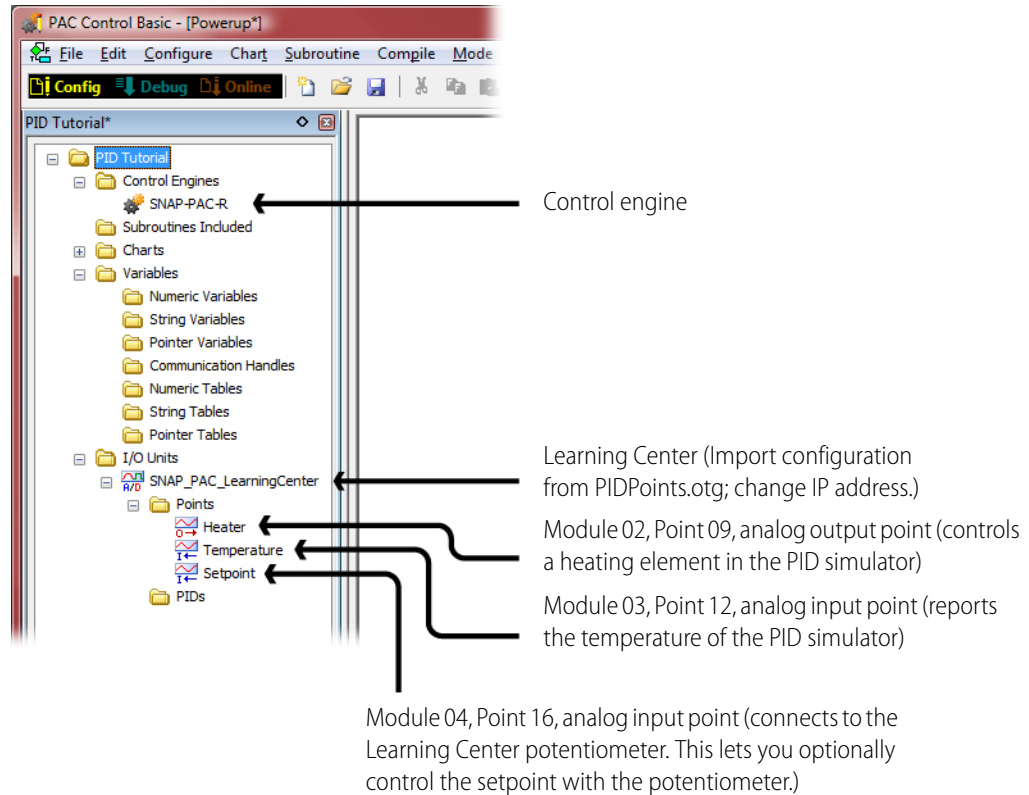 PAC Control Basic - [Powerup*]
File Edit Configure Chart Subroutine Compile Mode
Config Debug Online
PID Tutorial*
PID Tutorial
Control Engines
SNAP-PAC-R
Control engine
Subroutines Included
Charts
Variables
Numeric Variables
String Variables
Pointer Variables
Communication Handles
Numeric Tables
String Tables
Pointer Tables
I/O Units
SNAP_PAC_LearningCenter
Points
Heater
Temperature
Setpoint
PIDs
Learning Center (Import configuration
from PIDPoints.otg; change IP address.)
Module 02, Point 09, analog output point (controls
a heating element in the PID simulator)
Module 03, Point 12, analog input point (reports
the temperature of the PID simulator)
Module 04, Point 16, analog input point (connects to the
Learning Center potentiometer. This lets you optionally
control the setpoint with the potentiometer.)